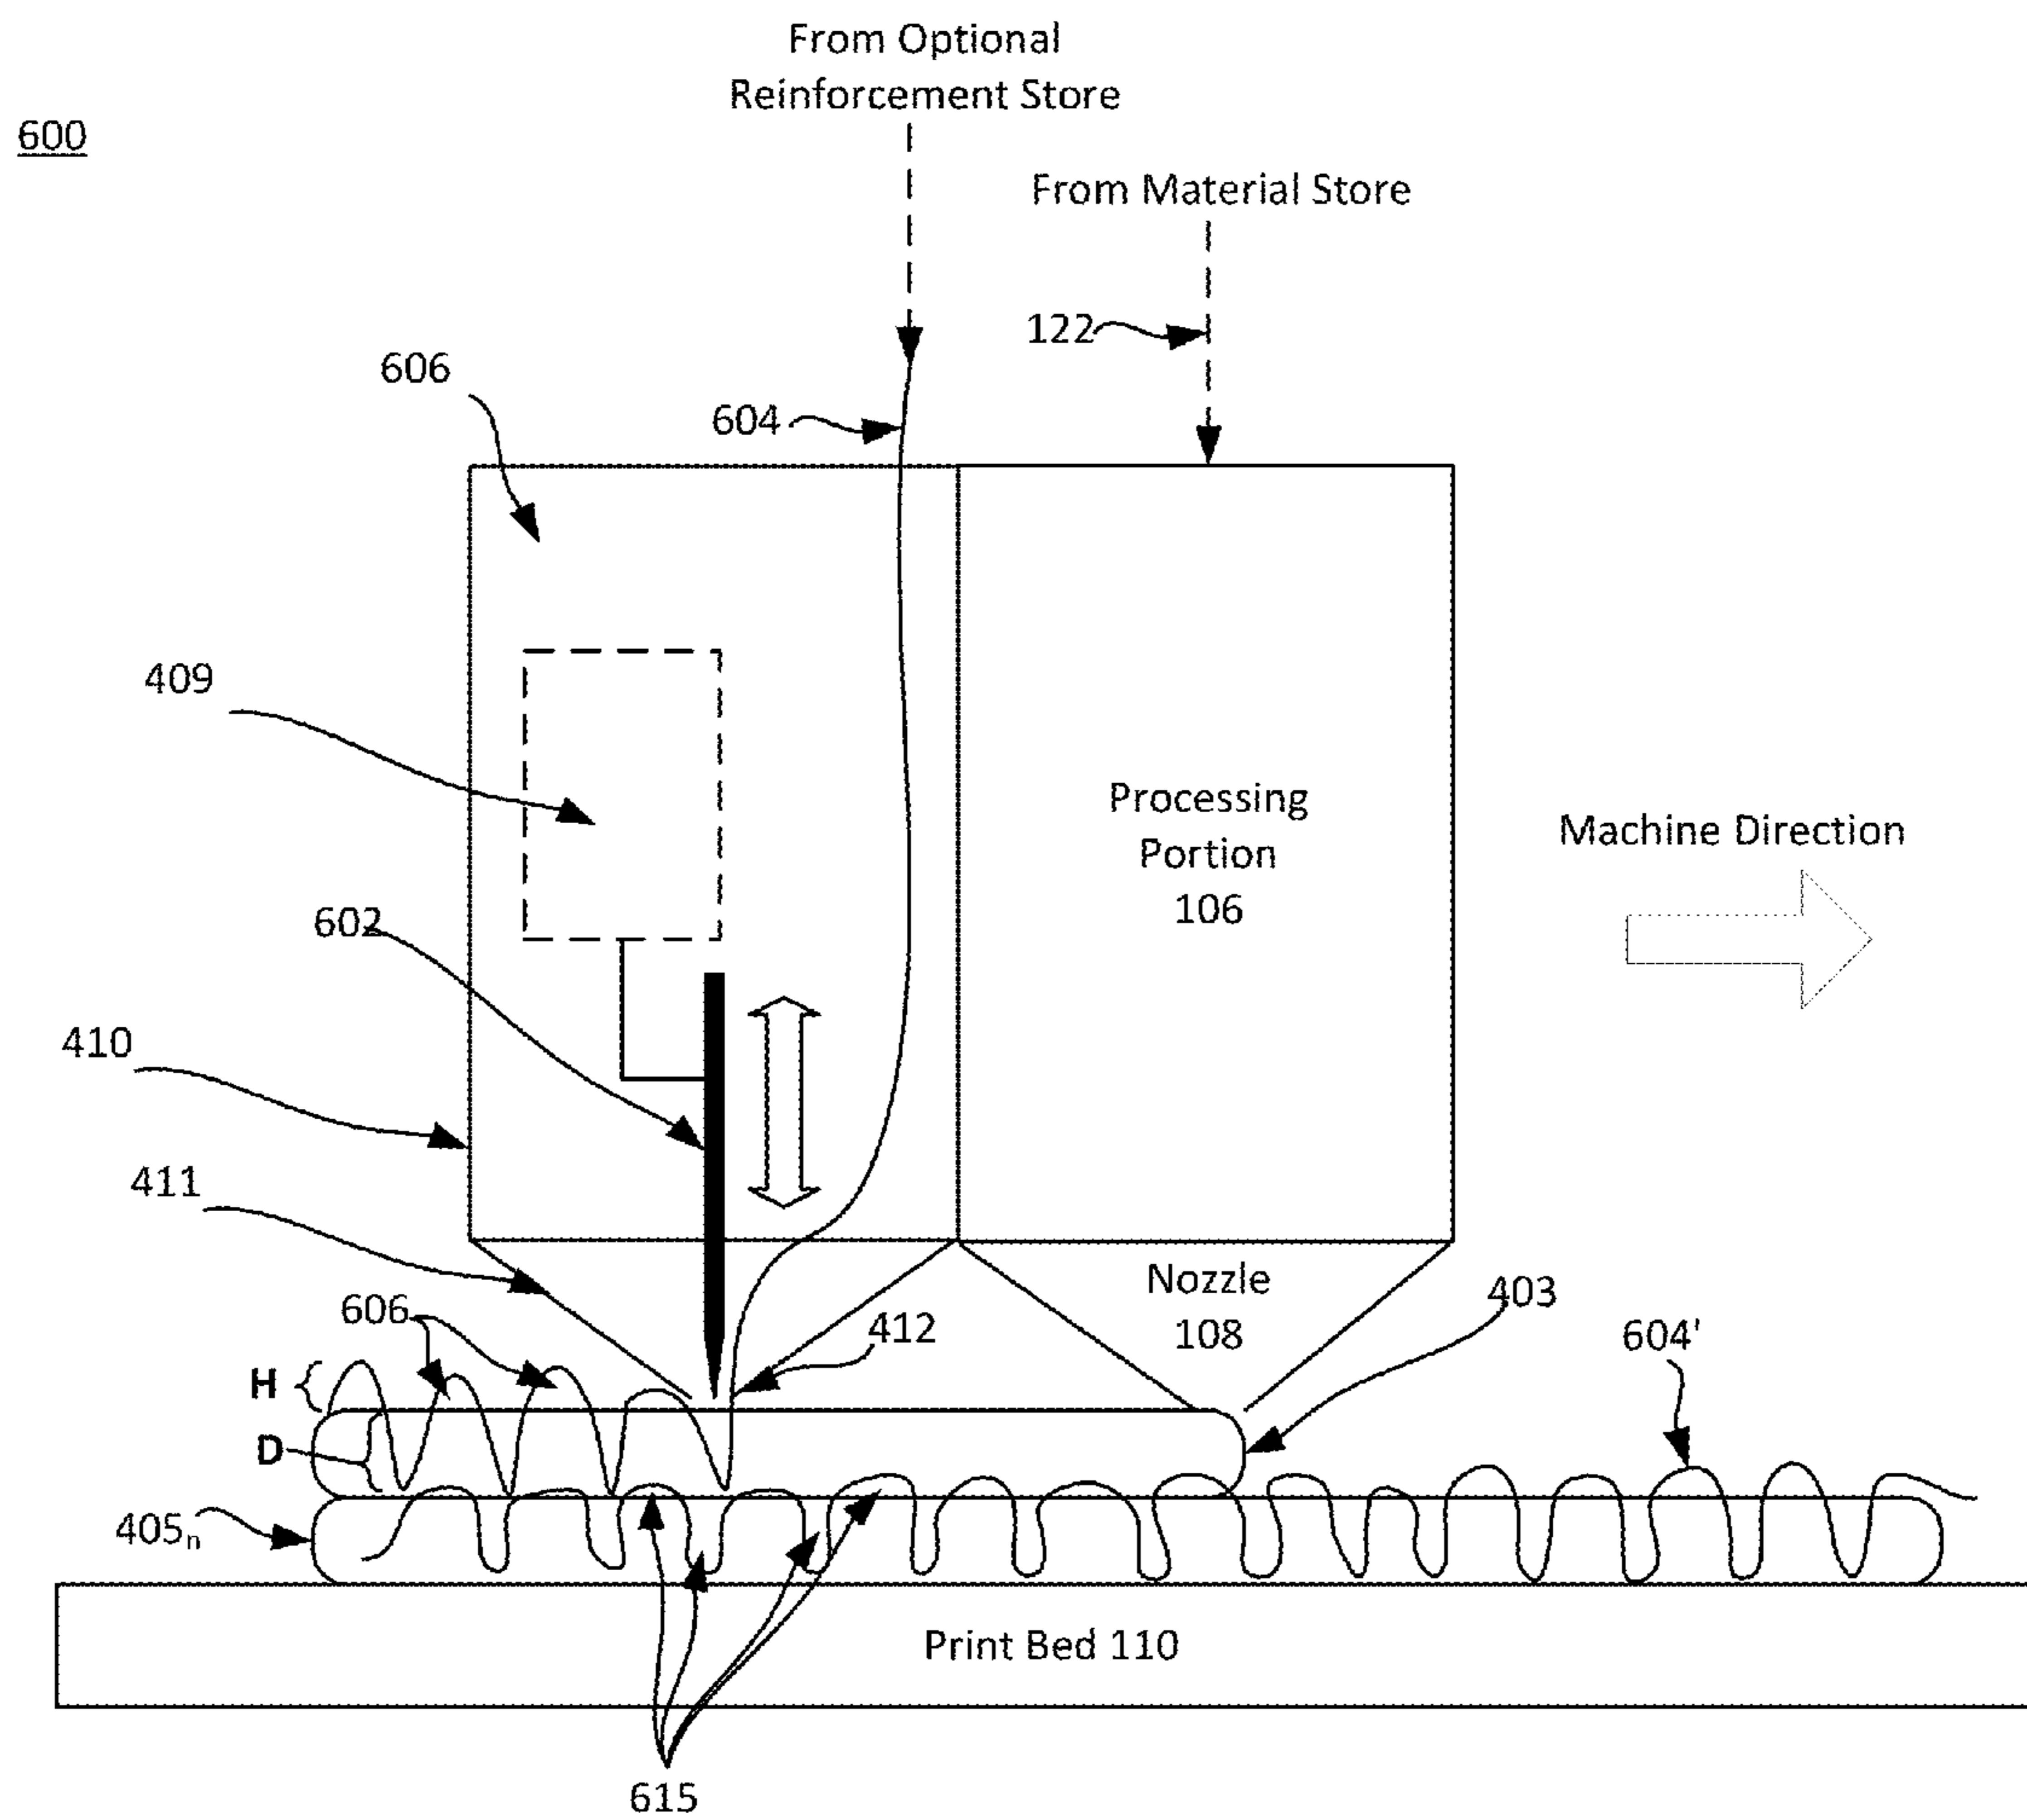 From Optional
Reinforcement Store
600
From Material Store
122
606
604
409
Processing
Portion
106
Machine Direction
602
410
411
Nozzle
108
403
606
412
604'
H
D
405n
Print Bed 110
615